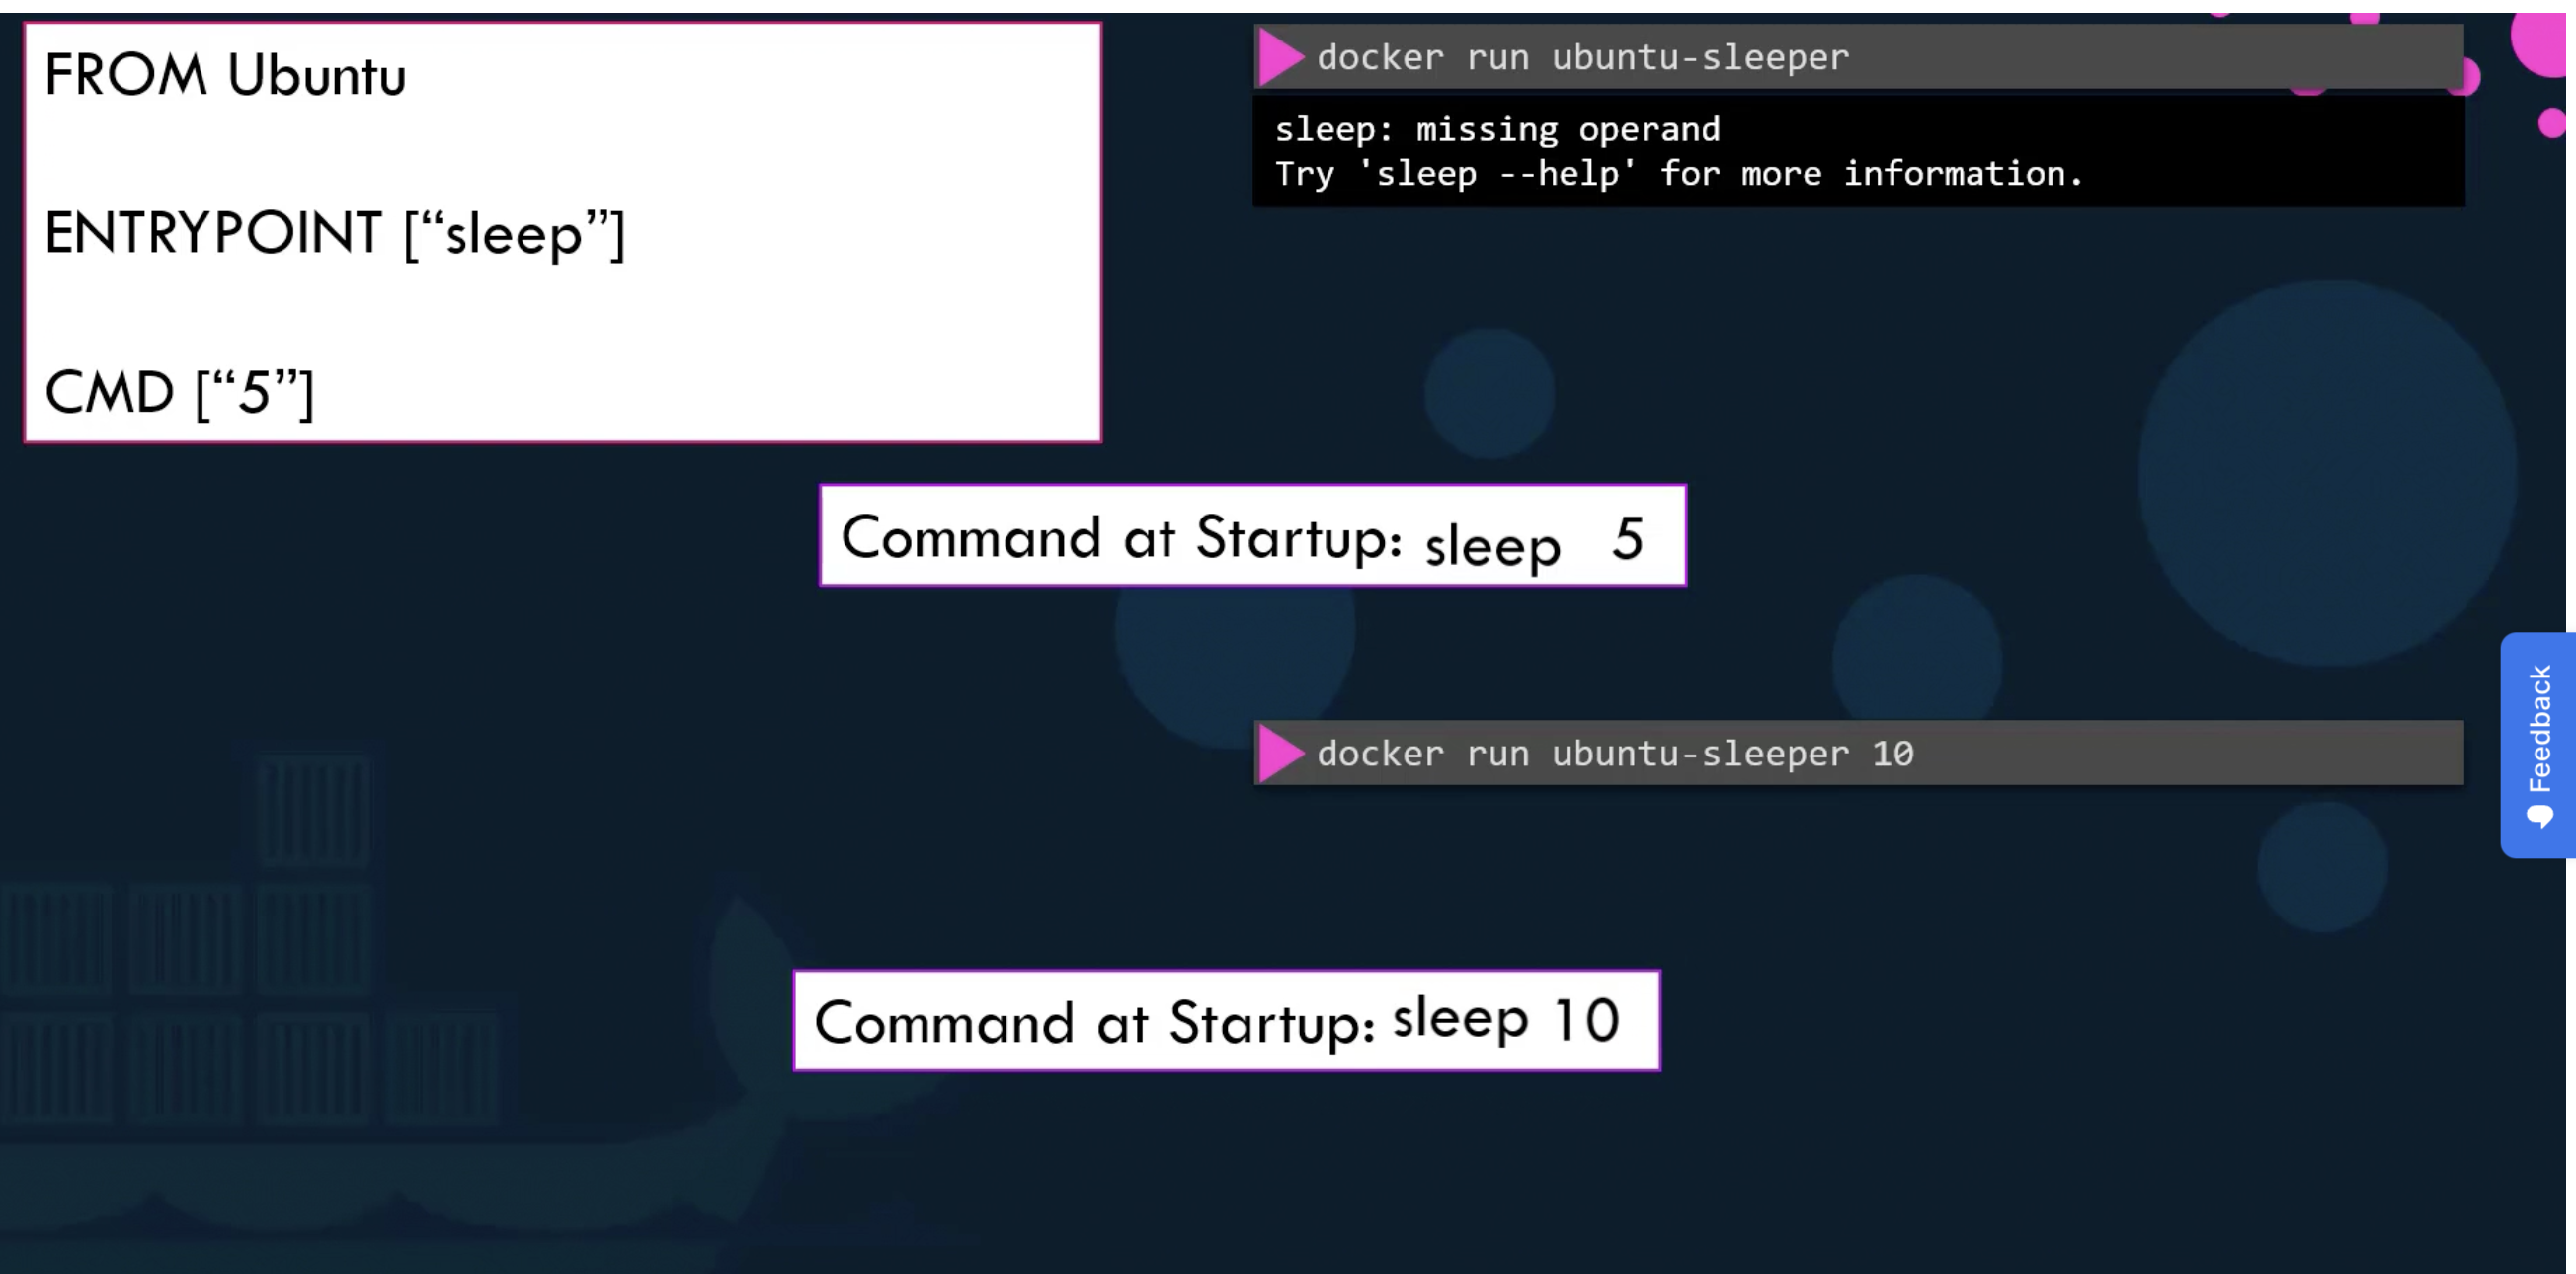 FROM Ubuntu
ENTRYPOINT [“sleep”]
CMD [“5”]
docker run ubuntu-sleeper
sleep: missing operand
Try 'sleep --help' for more information.
Command at Startup: sleep 5
docker run ubuntu-sleeper 10
Command at Startup: sleep 10
Feedback